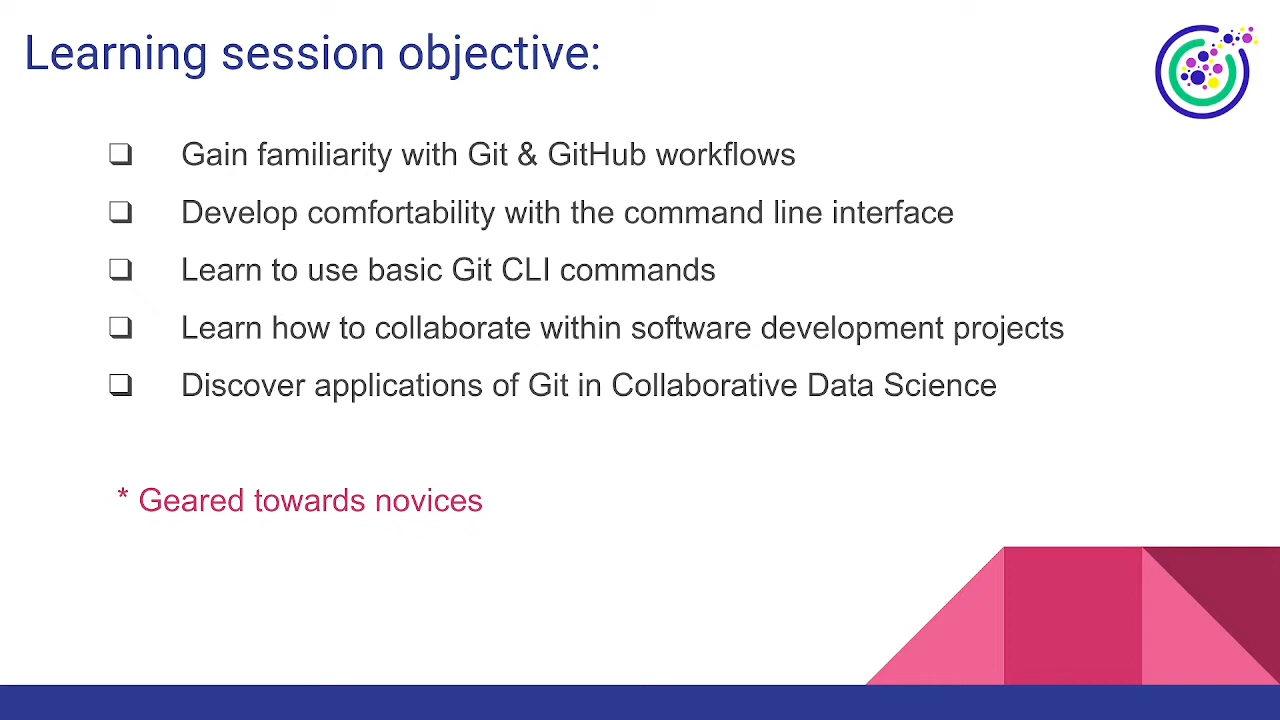 Learning session objective:
❏ Gain familiarity with Git & GitHub workflows
❏ Develop comfortability with the command line interface
❏ Learn to use basic Git CLI commands
❏ Learn how to collaborate within software development projects
❏ Discover applications of Git in Collaborative Data Science
* Geared towards novices